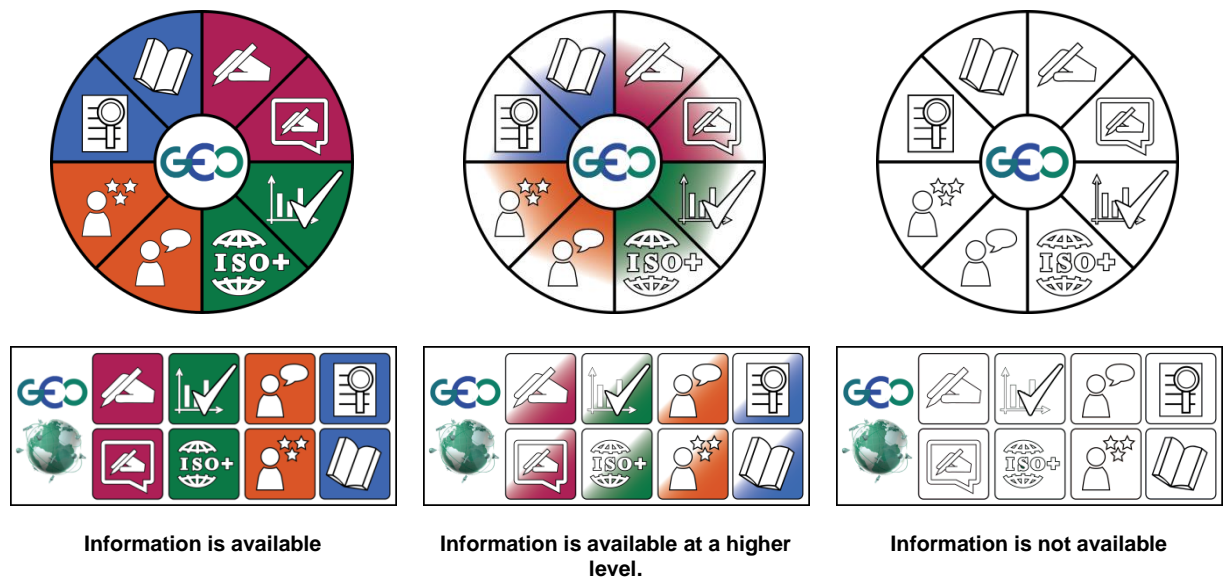 GEO
GEO
GEO
ISO+
ISO+
ISO+
GEO
GEO
GEO
ISO+
ISO+
ISO+
Information is available
Information is available at a higher
level.
Information is not available